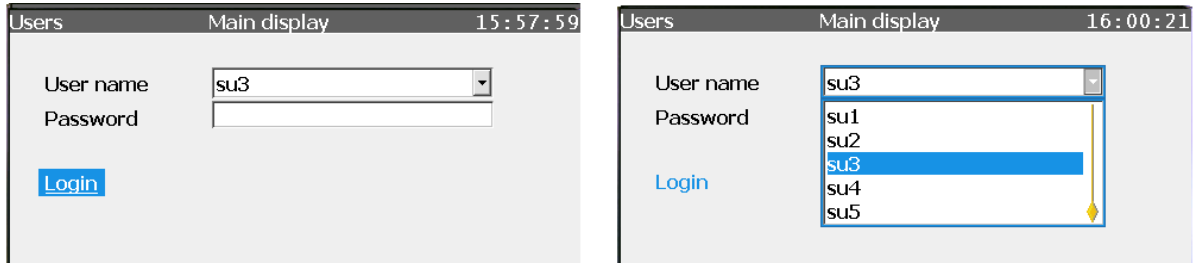 Users Main display 15:57:59
User name su3
Password
Login
Users Main display 16:00:21
User name su3
Password
su1
su2
su3
su4
su5
Login